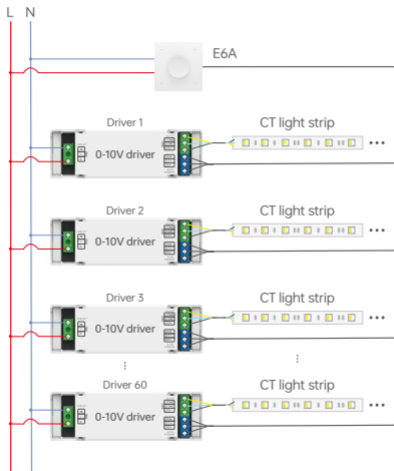 L N
E6A
Driver 1
CT light strip
0-10V driver
Driver 2
CT light strip
0-10V driver
Driver 3
CT light strip
0-10V driver
Driver 60
CT light strip
0-10V driver